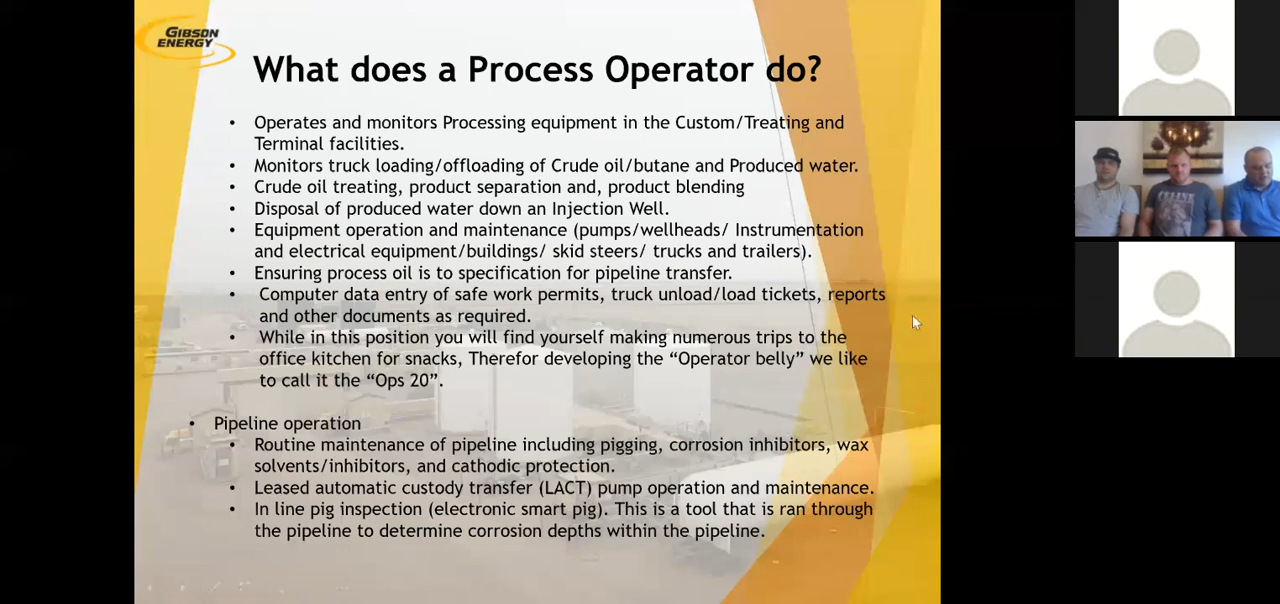 GIBSON
ENERGY
What does a Process Operator do?
• Operates and monitors Processing equipment in the Custom/Treating and
Terminal facilities.
• Monitors truck loading/offloading of Crude oil/butane and Produced water.
• Crude oil treating, product separation and, product blending
• Disposal of produced water down an Injection Well.
• Equipment operation and maintenance (pumps/wellheads/ Instrumentation
and electrical equipment/buildings/ skid steers/ trucks and trailers).
• Ensuring process oil is to specification for pipeline transfer.
• Computer data entry of safe work permits, truck unload/load tickets, reports
and other documents as required.
• While in this position you will find yourself making numerous trips to the
office kitchen for snacks, Therefor developing the “Operator belly” we like
to call it the “Ops 20”.
• Pipeline operation
• Routine maintenance of pipeline including pigging, corrosion inhibitors, wax
solvents/inhibitors, and cathodic protection.
• Leased automatic custody transfer (LACT) pump operation and maintenance.
• In line pig inspection (electronic smart pig). This is a tool that is ran through
the pipeline to determine corrosion depths within the pipeline.